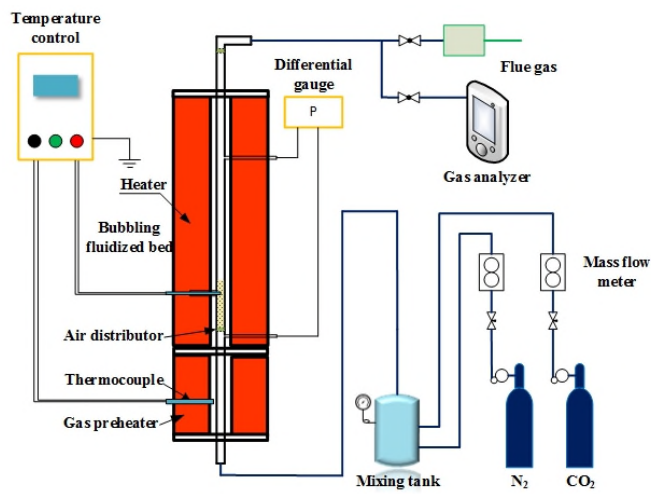 Temperature
control
Differential
gauge
P
Flue gas
Gas analyzer
Heater
Bubbling
fluidized bed
Mass flow
meter
Air distributor
Thermocouple
Gas preheater
Mixing tank
N₂
CO₂